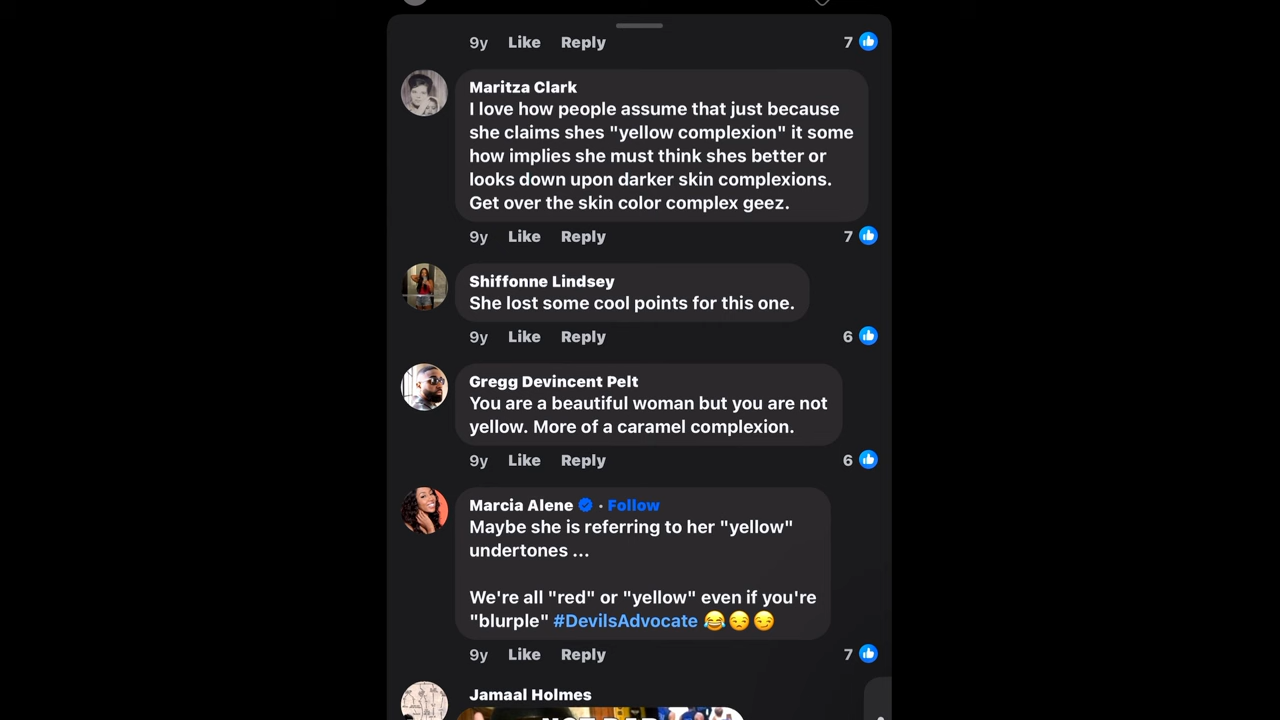 9y Like Reply 7
Maritza Clark
I love how people assume that just because
she claims shes "yellow complexion" it some
how implies she must think shes better or
looks down upon darker skin complexions.
Get over the skin color complex geez.
9y Like Reply 7
Shiffonne Lindsey
She lost some cool points for this one.
9y Like Reply 6
Gregg Devincent Pelt
You are a beautiful woman but you are not
yellow. More of a caramel complexion.
9y Like Reply 6
Marcia Alene · Follow
Maybe she is referring to her "yellow"
undertones ...
We're all "red" or "yellow" even if you're
"blurple" #DevilsAdvocate 😂😒😏
9y Like Reply 7
Jamaal Holmes